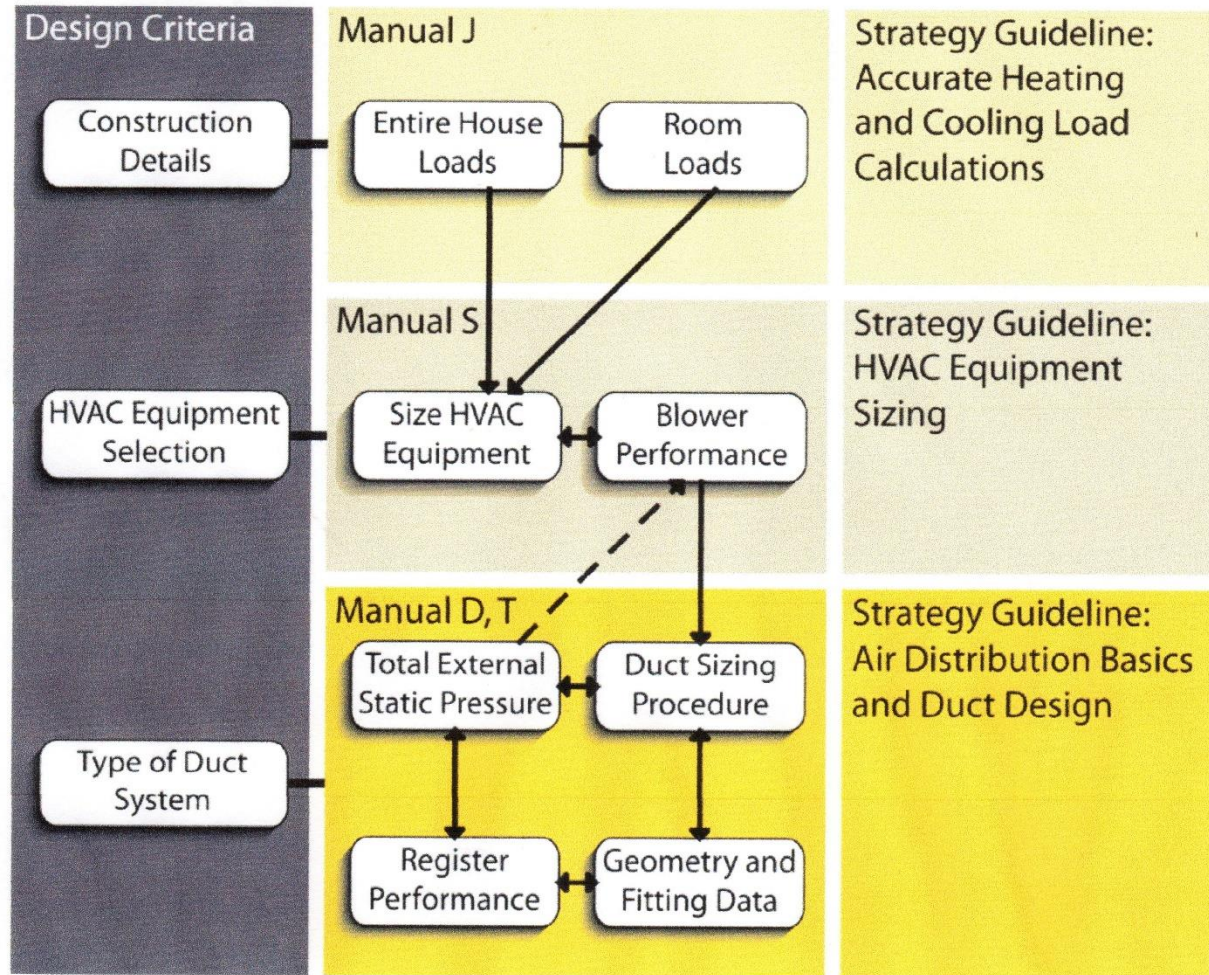 Design Criteria
Construction
Details
HVAC Equipment
Selection
Type of Duct
System
Manual J
Entire House
Loads
Room
Loads
Manual S
Size HVAC
Equipment
Blower
Performance
Manual D, T
Total External
Static Pressure
Duct Sizing
Procedure
Register
Performance
Geometry and
Fitting Data
Strategy Guideline:
Accurate Heating
and Cooling Load
Calculations
Strategy Guideline:
HVAC Equipment
Sizing
Strategy Guideline:
Air Distribution Basics
and Duct Design